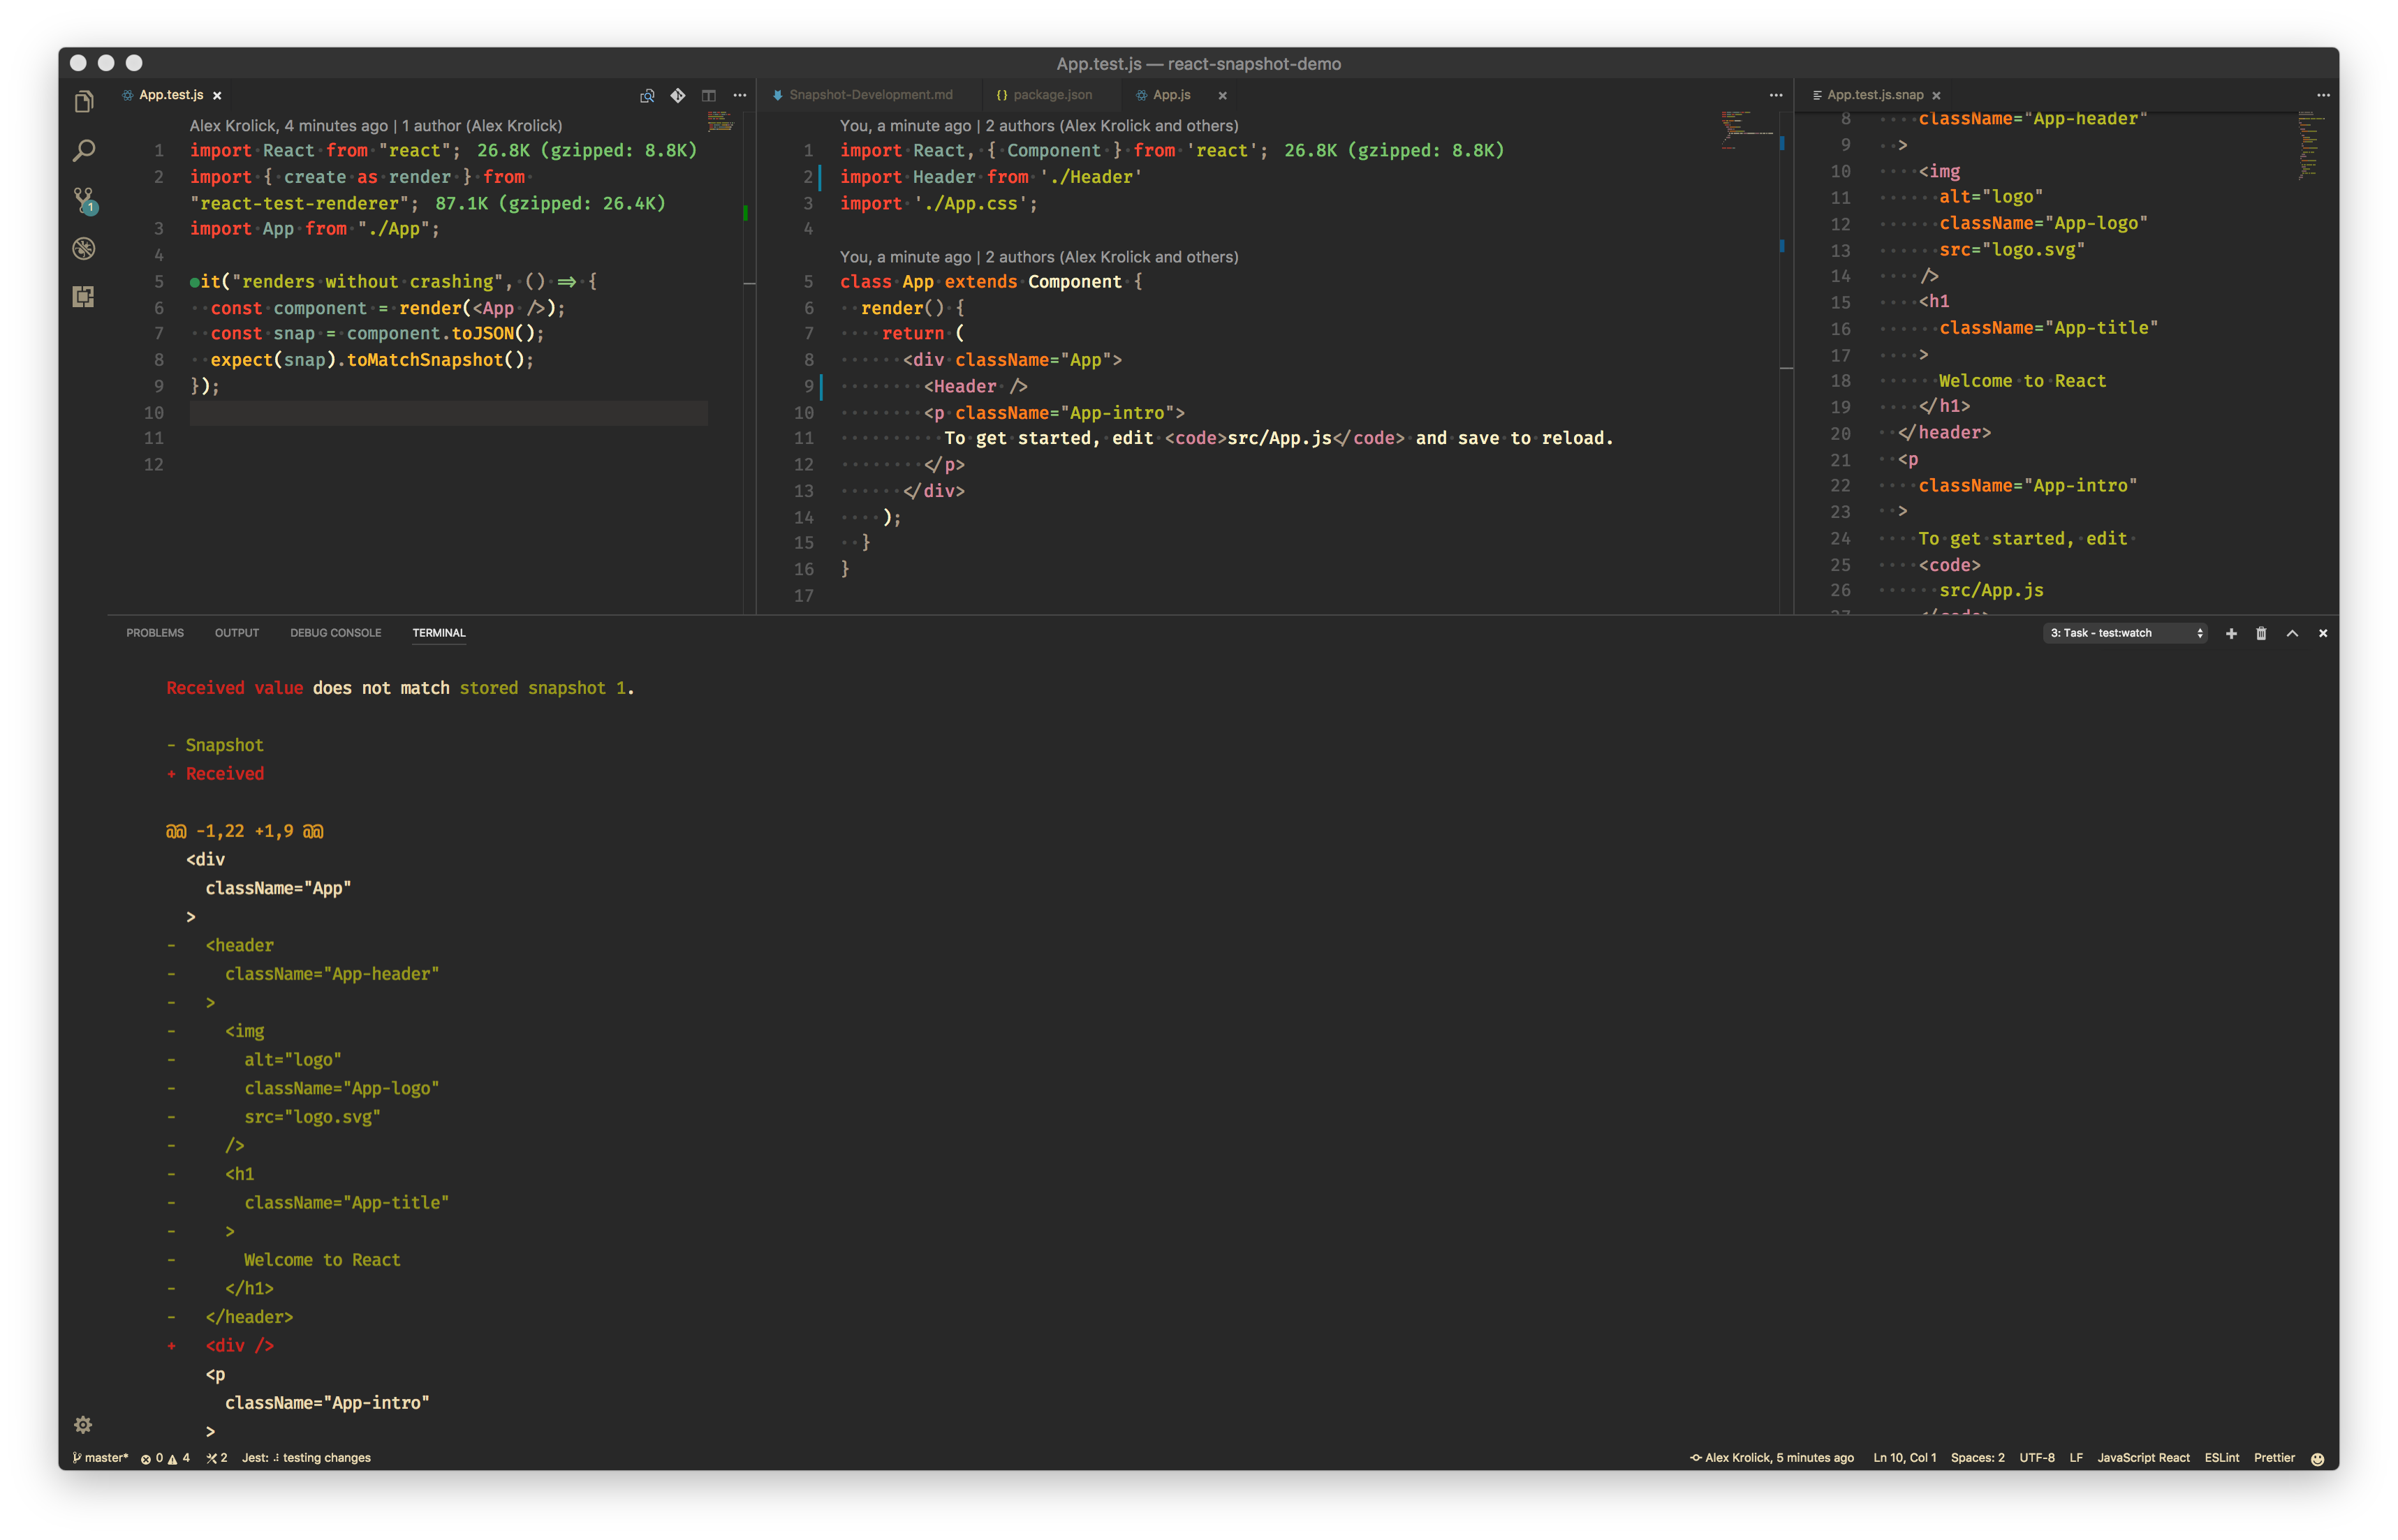 App.test.js — react-snapshot-demo
App.test.js
Alex Krolick, 4 minutes ago | 1 author (Alex Krolick)
1 import React from "react"; 26.8K (gzipped: 8.8K)
2 import { create as render } from
"react-test-renderer"; 87.1K (gzipped: 26.4K)
3 import App from "./App";
4
5 it("renders without crashing", () => {
6 const component = render(<App />);
7 const snap = component.toJSON();
8 expect(snap).toMatchSnapshot();
9 });
10
11
12
Snapshot-Development.md
{} package.json
App.js
You, a minute ago | 2 authors (Alex Krolick and others)
1 import React, { Component } from 'react'; 26.8K (gzipped: 8.8K)
2 import Header from './Header'
3 import './App.css';
4
You, a minute ago | 2 authors (Alex Krolick and others)
5 class App extends Component {
6 render() {
7 return (
8 <div className="App">
9 <Header />
10 <p className="App-intro">
11 To get started, edit <code>src/App.js</code> and save to reload.
12 </p>
13 </div>
14 );
15 }
16 }
17
App.test.js.snap
8 className="App-header"
9 >
10 <img
11 alt="logo"
12 className="App-logo"
13 src="logo.svg"
14 />
15 <h1
16 className="App-title"
17 >
18 Welcome to React
19 </h1>
20 </header>
21 <p
22 className="App-intro"
23 >
24 To get started, edit
25 <code>
26 src/App.js
27 </code>
1
PROBLEMS OUTPUT DEBUG CONSOLE TERMINAL
3: Task - test:watch
Received value does not match stored snapshot 1.
- Snapshot
+ Received
@@ -1,22 +1,9 @@
<div
className="App"
>
- <header
- className="App-header"
- >
- <img
- alt="logo"
- className="App-logo"
- src="logo.svg"
- />
- <h1
- className="App-title"
- >
- Welcome to React
- </h1>
- </header>
+ <div />
<p
className="App-intro"
>
master* 0 4 2 Jest: testing changes
Alex Krolick, 5 minutes ago Ln 10, Col 1 Spaces: 2 UTF-8 LF JavaScript React ESLint Prettier